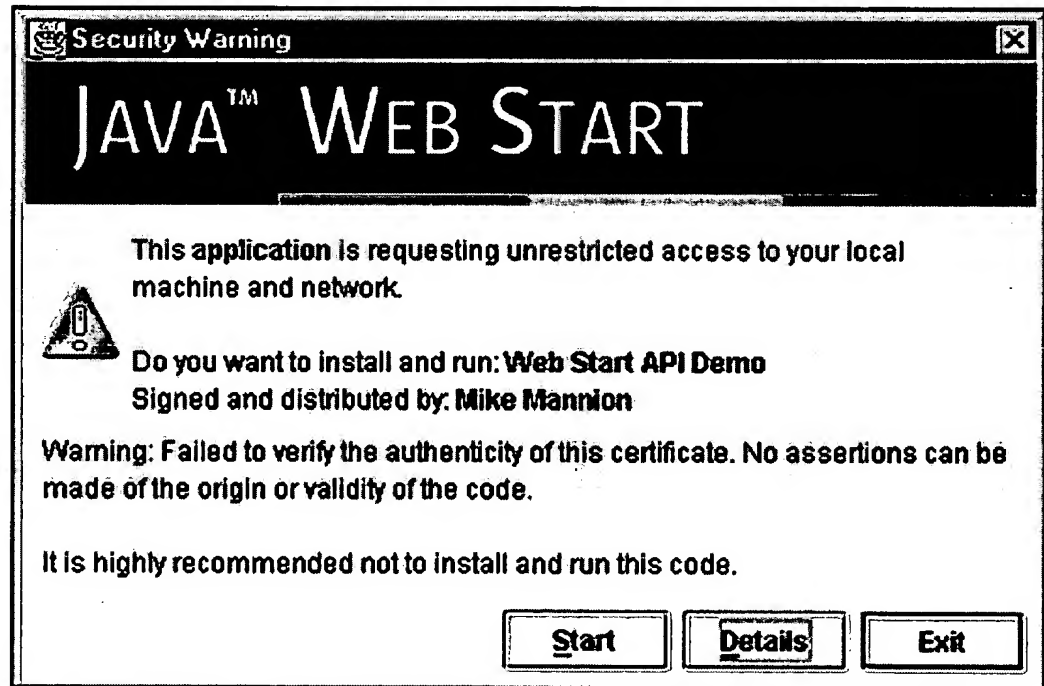 Security Warning
JAVA™ WEB START
This application is requesting unrestricted access to your local
machine and network.
Do you want to install and run: Web Start API Demo
Signed and distributed by: Mike Mannion
Warning: Failed to verify the authenticity of this certificate. No assertions can be
made of the origin or validity of the code.
It is highly recommended not to install and run this code.
Start Details Exit